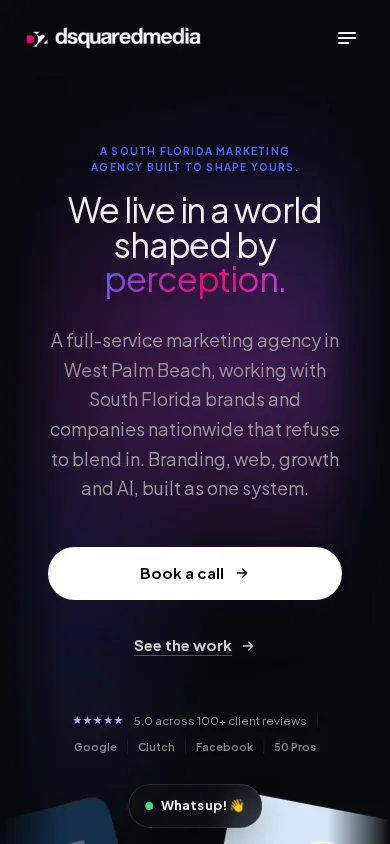 dsquaredmedia
A SOUTH FLORIDA MARKETING
AGENCY BUILT TO SHAPE YOURS.
We live in a world
shaped by
perception.
A full-service marketing agency in
West Palm Beach, working with
South Florida brands and
companies nationwide that refuse
to blend in. Branding, web, growth
and AI, built as one system.
Book a call →
See the work →
★★★★★ 5.0 across 100+ client reviews
Google | Clutch | Facebook | 50 Pros
Whatsup! 👋